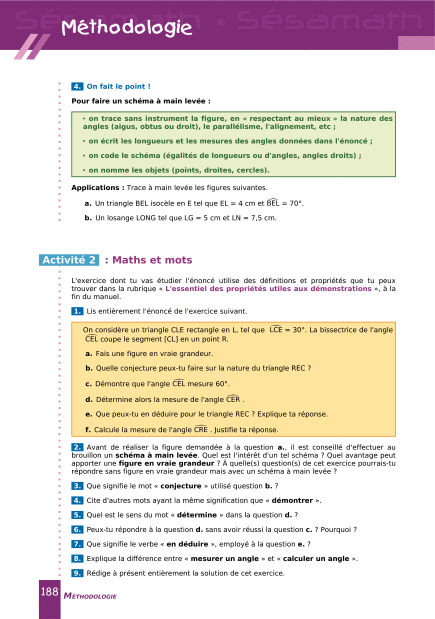 Sésamath • Sésamath
Méthodologie
4. On fait le point !
Pour faire un schéma à main levée :
• on trace sans instrument la figure, en « respectant au mieux » la nature des
angles (aigus, obtus ou droit), le parallélisme, l'alignement, etc ;
• on écrit les longueurs et les mesures des angles données dans l'énoncé ;
• on code le schéma (égalités de longueurs ou d'angles, angles droits) ;
• on nomme les objets (points, droites, cercles).
Applications : Trace à main levée les figures suivantes.
a. Un triangle BEL isocèle en E tel que EL = 4 cm et BEL = 70°.
b. Un losange LONG tel que LG = 5 cm et LN = 7,5 cm.
Activité 2 : Maths et mots
L'exercice dont tu vas étudier l'énoncé utilise des définitions et propriétés que tu peux
trouver dans la rubrique « L'essentiel des propriétés utiles aux démonstrations », à la
fin du manuel.
1. Lis entièrement l'énoncé de l'exercice suivant.
On considère un triangle CLE rectangle en L, tel que LCE = 30°. La bissectrice de l'angle
CEL coupe le segment [CL] en un point R.
a. Fais une figure en vraie grandeur.
b. Quelle conjecture peux-tu faire sur la nature du triangle REC ?
c. Démontre que l'angle CEL mesure 60°.
d. Détermine alors la mesure de l'angle CER .
e. Que peux-tu en déduire pour le triangle REC ? Explique ta réponse.
f. Calcule la mesure de l'angle CRE . Justifie ta réponse.
2. Avant de réaliser la figure demandée à la question a., il est conseillé d'effectuer au
brouillon un schéma à main levée. Quel est l'intérêt d'un tel schéma ? Quel avantage peut
apporter une figure en vraie grandeur ? À quelle(s) question(s) de cet exercice pourrais-tu
répondre sans figure en vraie grandeur mais avec un schéma à main levée ?
3. Que signifie le mot « conjecture » utilisé question b. ?
4. Cite d'autres mots ayant la même signification que « démontrer ».
5. Quel est le sens du mot « détermine » dans la question d. ?
6. Peux-tu répondre à la question d. sans avoir réussi la question c. ? Pourquoi ?
7. Que signifie le verbe « en déduire », employé à la question e. ?
8. Explique la différence entre « mesurer un angle » et « calculer un angle ».
9. Rédige à présent entièrement la solution de cet exercice.
188 MÉTHODOLOGIE